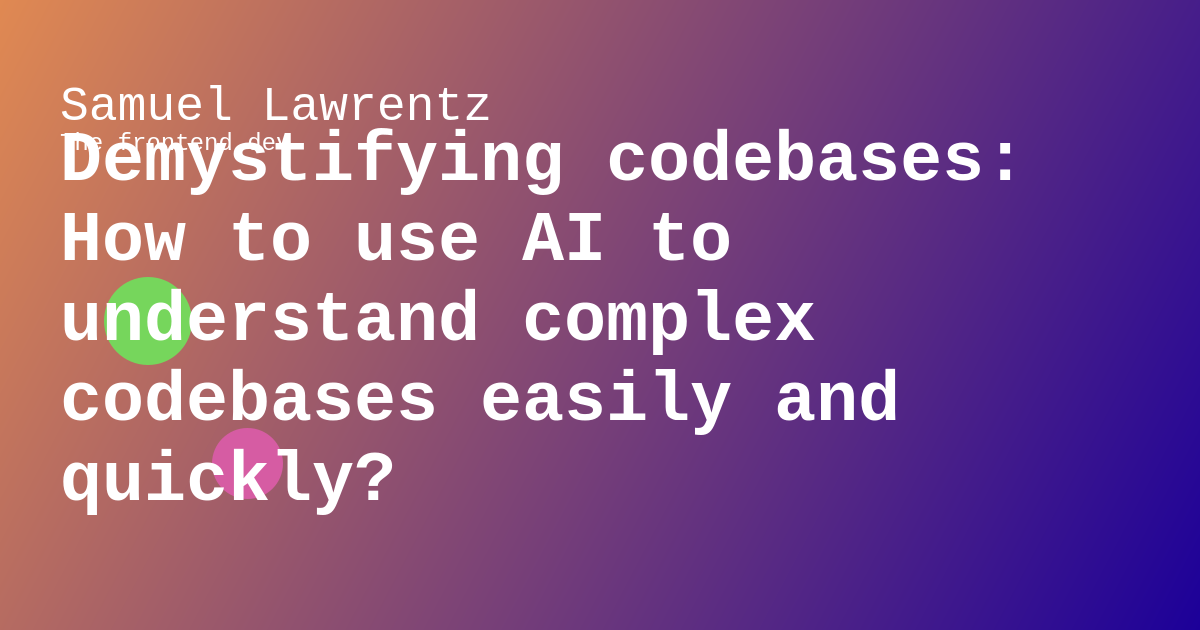 Samuel Lawrentz
The frontend dev
Demystifying codebases:
How to use AI to
understand complex
codebases easily and
quickly?